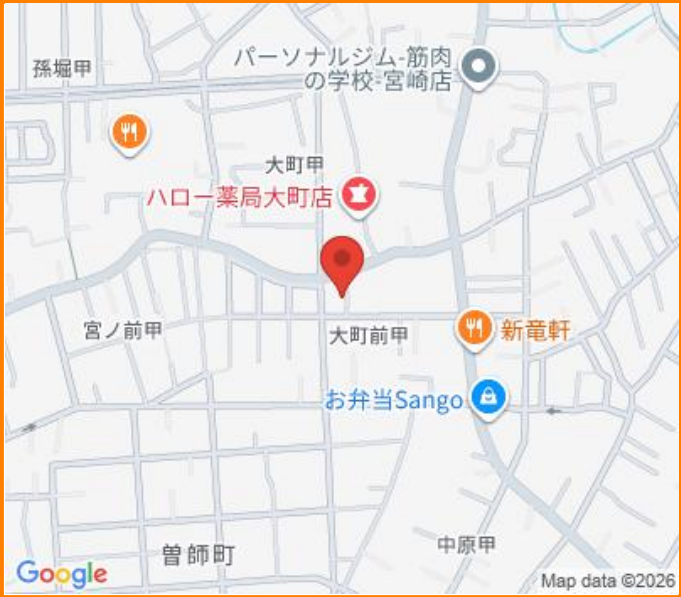 パーソナルジム-筋肉
の学校-宮崎店
孫堀甲
大町甲
ハロー薬局大町店
宮ノ前甲
大町前甲
新竜軒
お弁当Sango
曽師町
中原甲
Google
Map data ©2026